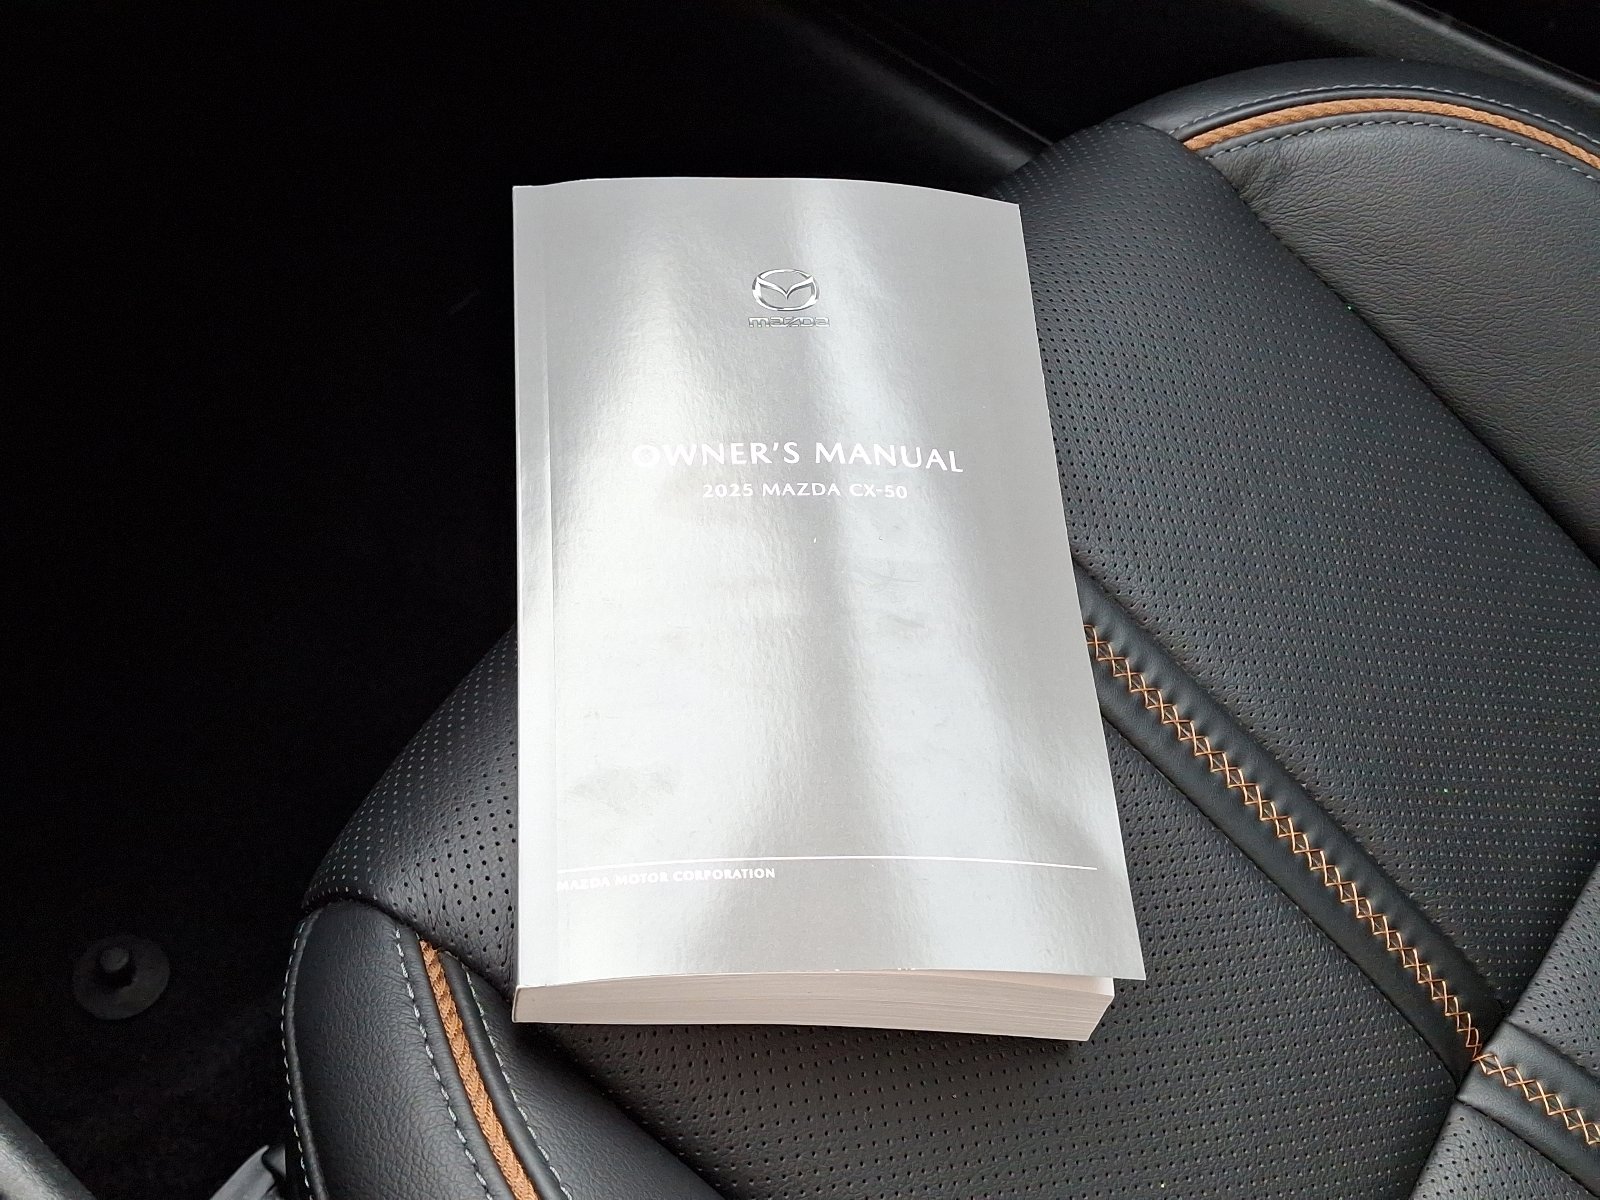 mazda
OWNER'S MANUAL
2025 MAZDA CX-50
MAZDA MOTOR CORPORATION